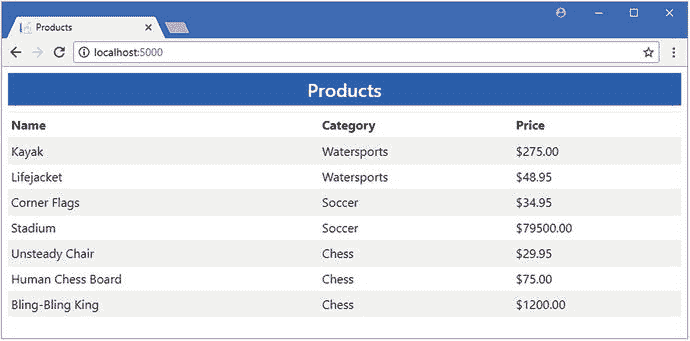 Products
localhost:5000
Products
Name Category Price
Kayak Watersports $275.00
Lifejacket Watersports $48.95
Corner Flags Soccer $34.95
Stadium Soccer $79500.00
Unsteady Chair Chess $29.95
Human Chess Board Chess $75.00
Bling-Bling King Chess $1200.00